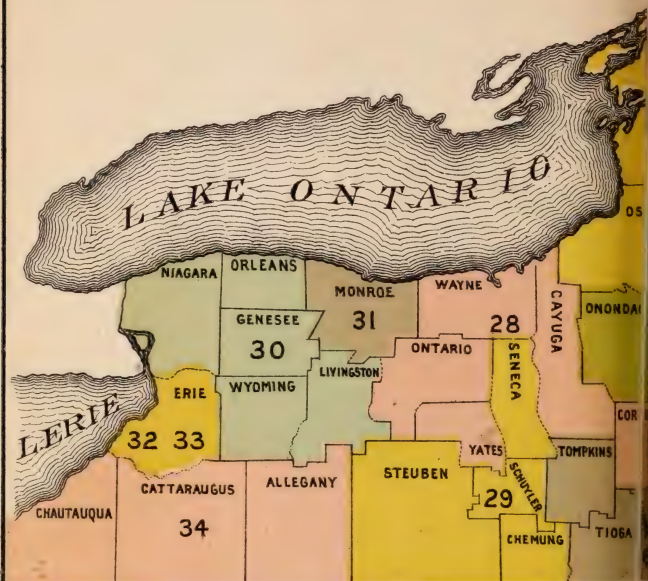 LAKE ONTARIO
OS
NIAGARA
ORLEANS
MONROE
31
WAYNE
28
CAYUGA
ONONDA
GENESEE
30
ONTARIO
SENECA
LIVINGSTON
WYOMING
ERIE
32 33
L. ERIE
COR
YATES
TOMPKINS
STEUBEN
SCHUYLER
29
ALLEGANY
CATTARAUGUS
34
CHAUTAUQUA
CHEMUNG
TIOGA